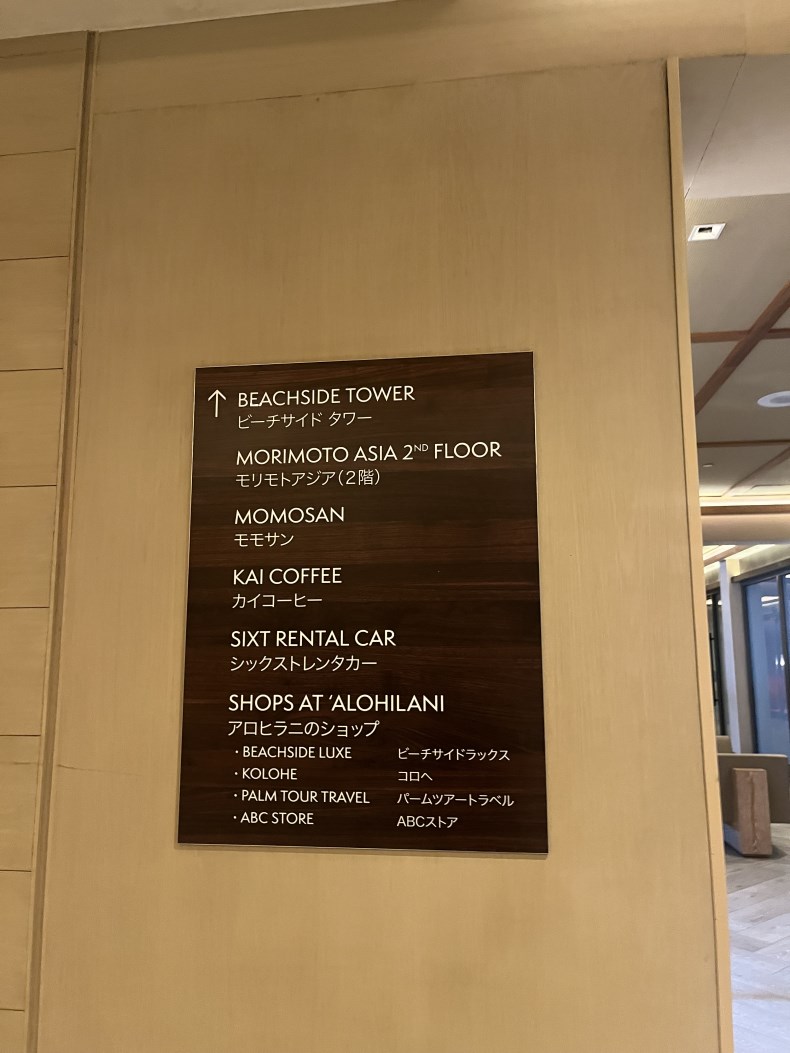 ↑ BEACHSIDE TOWER
ビーチサイド タワー
MORIMOTO ASIA 2ND FLOOR
モリモトアジア(2階)
MOMOSAN
モモサン
KAI COFFEE
カイコーヒー
SIXT RENTAL CAR
シックストレンタカー
SHOPS AT ‘ALOHILANI
アロヒラニのショップ
· BEACHSIDE LUXE ビーチサイドラックス
· KOLOHE コロヘ
· PALM TOUR TRAVEL パームツアートラベル
· ABC STORE ABCストア